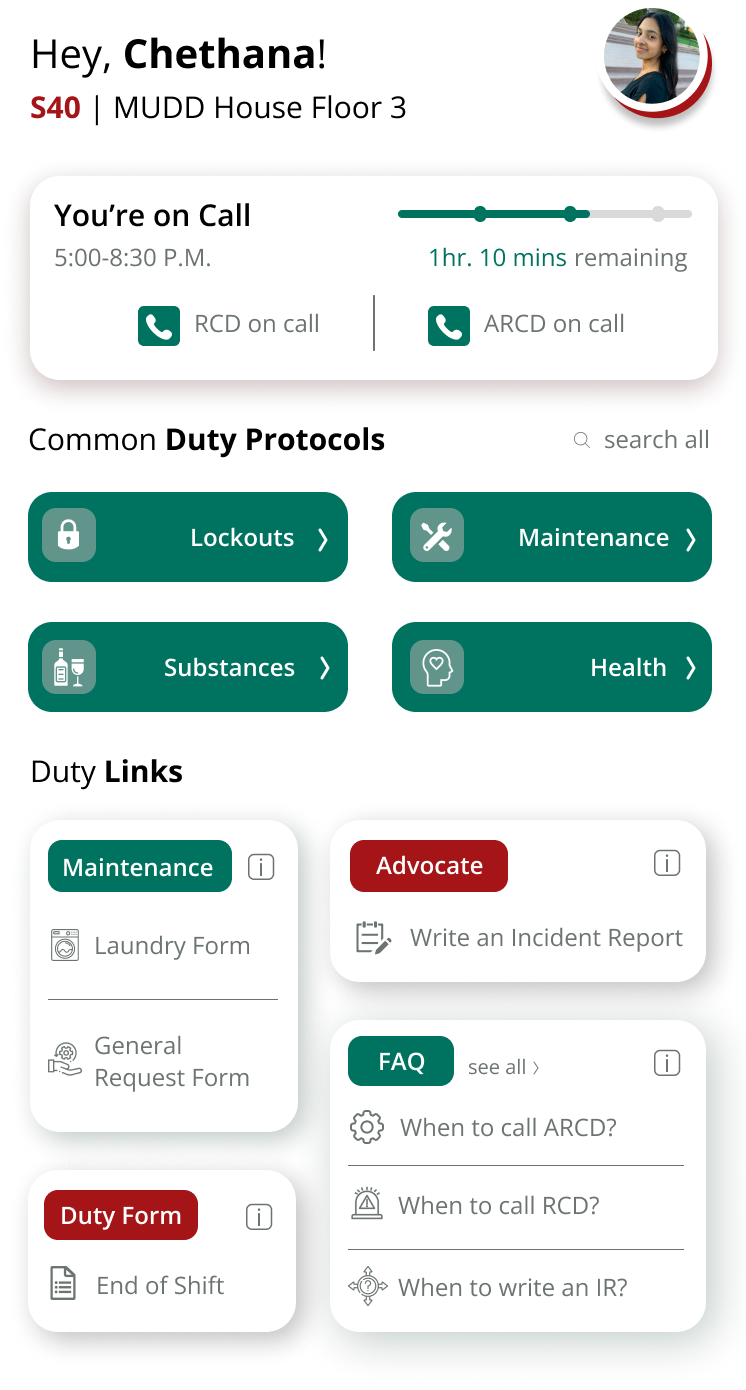 Hey, Chethana!
S40 | MUDD House Floor 3
You’re on Call
5:00-8:30 P.M.
1hr. 10 mins remaining
RCD on call
ARCD on call
Common Duty Protocols
search all
Lockouts
Maintenance
Substances
Health
Duty Links
Maintenance
Laundry Form
General
Request Form
Advocate
Write an Incident Report
FAQ
see all
When to call ARCD?
When to call RCD?
When to write an IR?
Duty Form
End of Shift